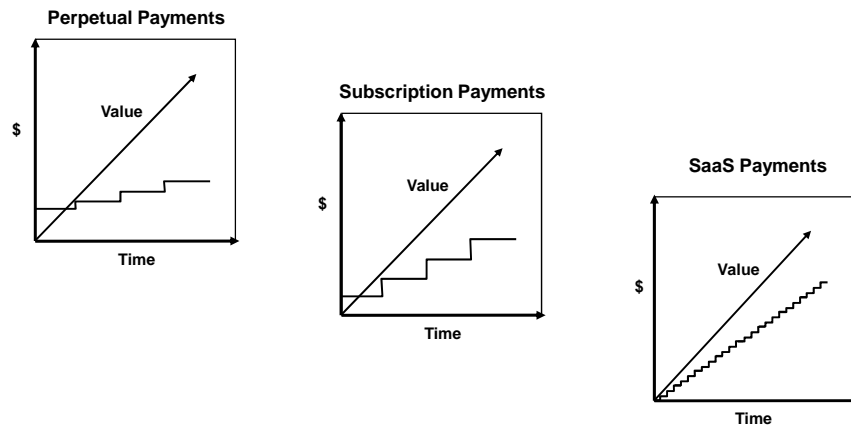 Perpetual Payments
Value
$
Time
Subscription Payments
Value
$
Time
SaaS Payments
Value
$
Time